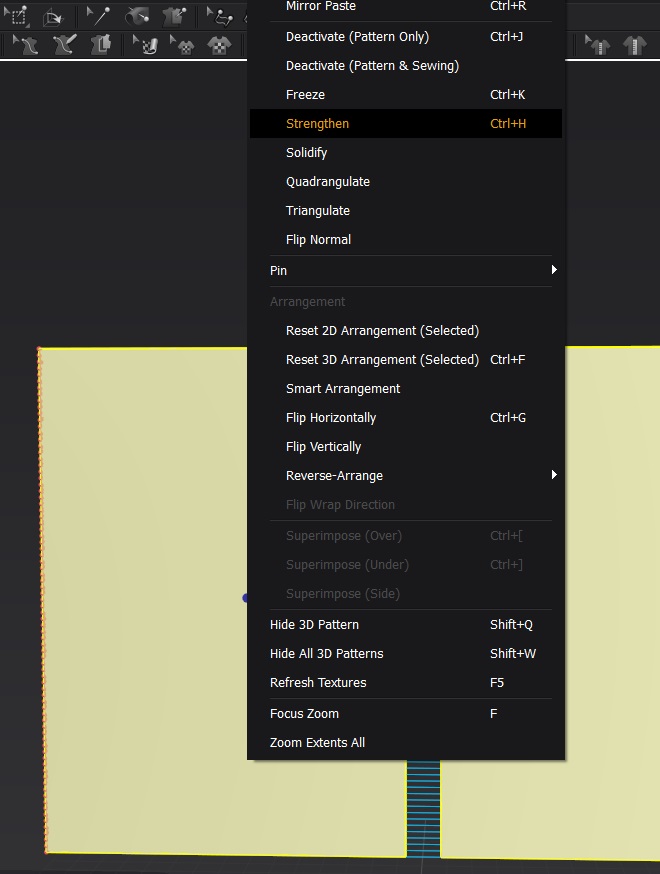 Mirror Paste Ctrl+R
Deactivate (Pattern Only) Ctrl+J
Deactivate (Pattern & Sewing)
Freeze Ctrl+K
Strengthen Ctrl+H
Solidify
Quadrangulate
Triangulate
Flip Normal
Pin
Arrangement
Reset 2D Arrangement (Selected)
Reset 3D Arrangement (Selected) Ctrl+F
Smart Arrangement
Flip Horizontally Ctrl+G
Flip Vertically
Reverse-Arrange
Flip Wrap Direction
Superimpose (Over) Ctrl+[
Superimpose (Under) Ctrl+]
Superimpose (Side)
Hide 3D Pattern Shift+Q
Hide All 3D Patterns Shift+W
Refresh Textures F5
Focus Zoom F
Zoom Extents All